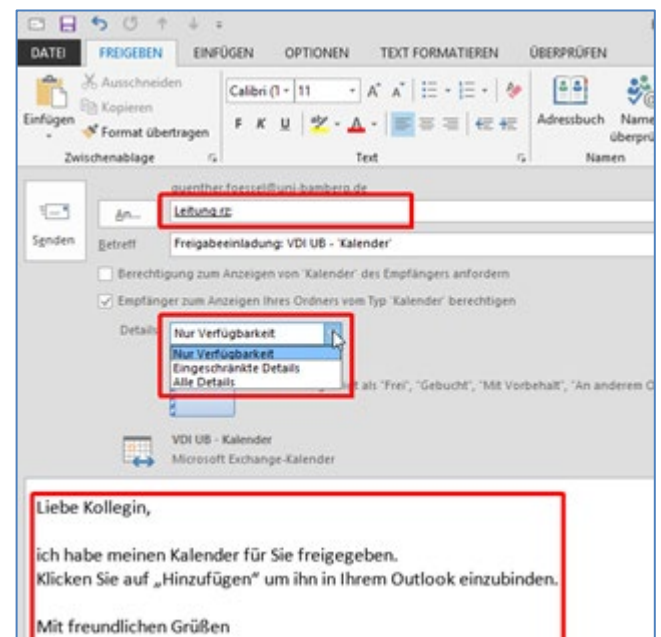 DATEI FREIGEBEN EINFÜGEN OPTIONEN TEXT FORMATIEREN ÜBERPRÜFEN
Ausschneiden
Kopieren
Einfügen
Format übertragen
Zwischenablage
Calibri (T 11
F K U
Text
Adressbuch Name
überprü
Namen
guenther.foessel@uni-bamberg.de
An... Leitung.rz
Senden
Betreff Freigabeeinladung: VDI UB - 'Kalender'
Berechtigung zum Anzeigen von 'Kalender' des Empfängers anfordern
Empfänger zum Anzeigen Ihres Ordners vom Typ 'Kalender' berechtigen
Details Nur Verfügbarkeit
Nur Verfügbarkeit
Eingeschränkte Details
Alle Details
als "Frei", "Gebucht", "Mit Vorbehalt", "An anderem O
VDI UB - Kalender
Microsoft Exchange-Kalender
Liebe Kollegin,
ich habe meinen Kalender für Sie freigegeben.
Klicken Sie auf „Hinzufügen“ um ihn in Ihrem Outlook einzubinden.
Mit freundlichen Grüßen